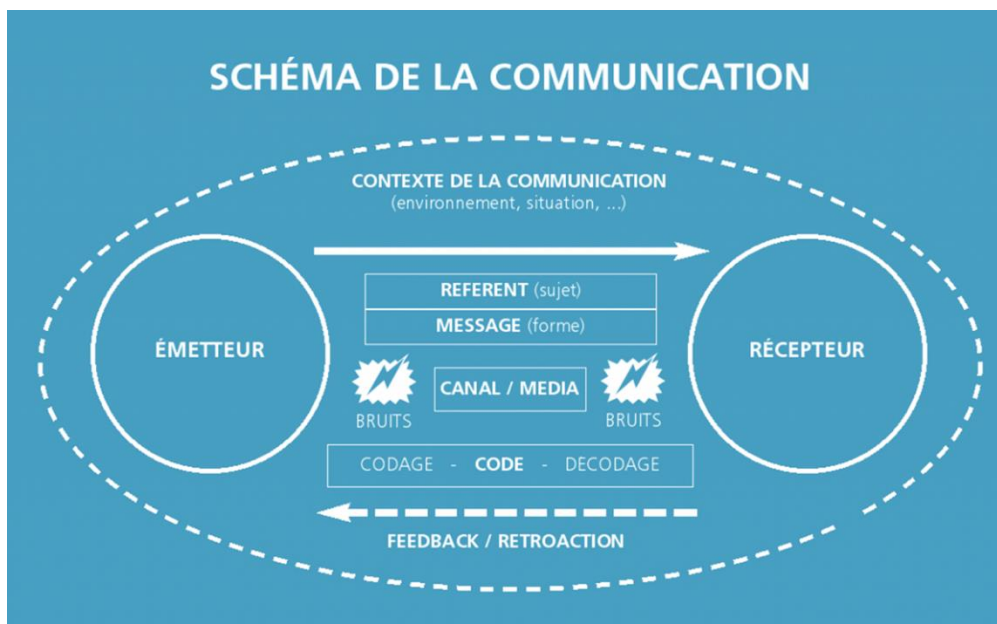 SCHÉMA DE LA COMMUNICATION
CONTEXTE DE LA COMMUNICATION
(environnement, situation, ...)
REFERENT (sujet)
MESSAGE (forme)
ÉMETTEUR
RÉCEPTEUR
CANAL / MEDIA
BRUITS
BRUITS
CODAGE - CODE - DECODAGE
FEEDBACK / RETROACTION